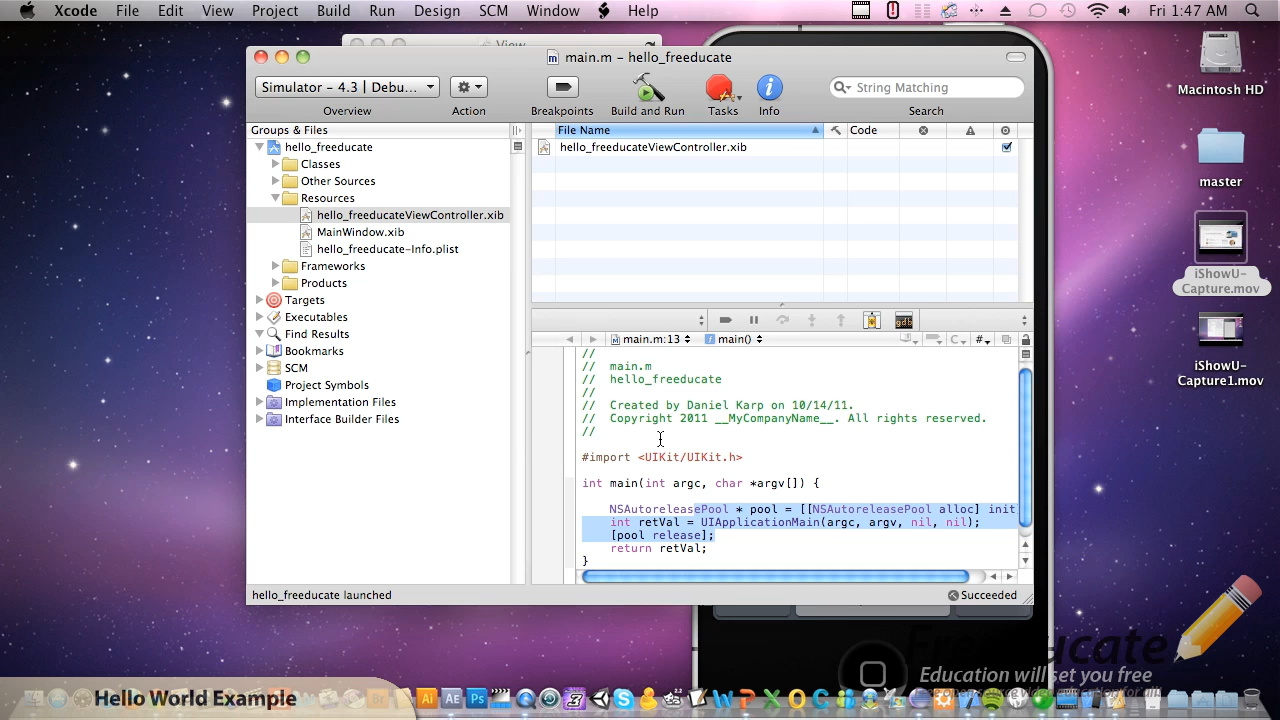 Xcode File Edit View Project Build Run Design SCM Window Help Fri 1:47 AM
View
main.m – hello_freeducate
Simulator - 4.3 | Debu...
String Matching
Overview Action Breakpoints Build and Run Tasks Info Search
Groups & Files
File Name Code
hello_freeducate
hello_freeducateViewController.xib
Classes
Other Sources
Resources
hello_freeducateViewController.xib
MainWindow.xib
hello_freeducate-Info.plist
Frameworks
Products
Targets
Executables
Find Results
Bookmarks
SCM
Project Symbols
Implementation Files
Interface Builder Files
gdb
main.m:13 main()
C #
//
// main.m
// hello_freeducate
//
// Created by Daniel Karp on 10/14/11.
// Copyright 2011 __MyCompanyName__. All rights reserved.
//
#import <UIKit/UIKit.h>
int main(int argc, char *argv[]) {
NSAutoreleasePool * pool = [[NSAutoreleasePool alloc] init
int retVal = UIApplicationMain(argc, argv, nil, nil);
[pool release];
return retVal;
}
hello_freeducate launched
Succeeded
Macintosh HD
master
iShowU-
Capture.mov
iShowU-
Capture1.mov
Freeducate
Education will set you free
Hello World Example
Ai AE Ps